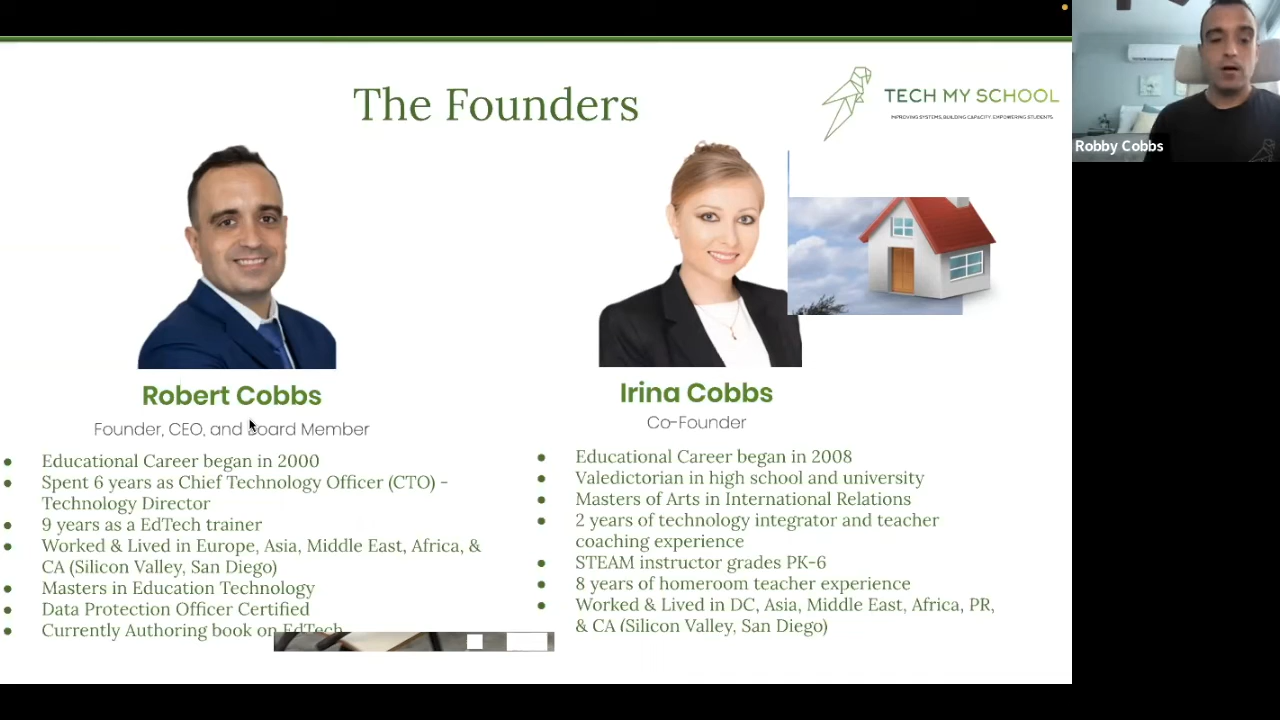 The Founders
TECH MY SCHOOL
IMPROVING SYSTEMS, BUILDING CAPACITY, EMPOWERING STUDENTS
Robby Cobbs
Robert Cobbs
Founder, CEO, and Board Member
Educational Career began in 2000
Spent 6 years as Chief Technology Officer (CTO) -
Technology Director
9 years as a EdTech trainer
Worked & Lived in Europe, Asia, Middle East, Africa, &
CA (Silicon Valley, San Diego)
Masters in Education Technology
Data Protection Officer Certified
Currently Authoring book on EdTech
Irina Cobbs
Co-Founder
Educational Career began in 2008
Valedictorian in high school and university
Masters of Arts in International Relations
2 years of technology integrator and teacher
coaching experience
STEAM instructor grades PK-6
8 years of homeroom teacher experience
Worked & Lived in DC, Asia, Middle East, Africa, PR,
& CA (Silicon Valley, San Diego)